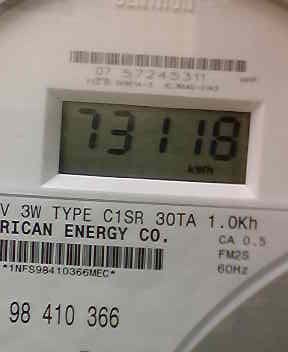 CENTRON
07 57245311
73118
kWh
V 3W TYPE C1SR 30TA 1.0Kh
RICAN ENERGY CO.
CA 0.5
FM2S
*1NFS98410366MEC*
60Hz
98 410 366